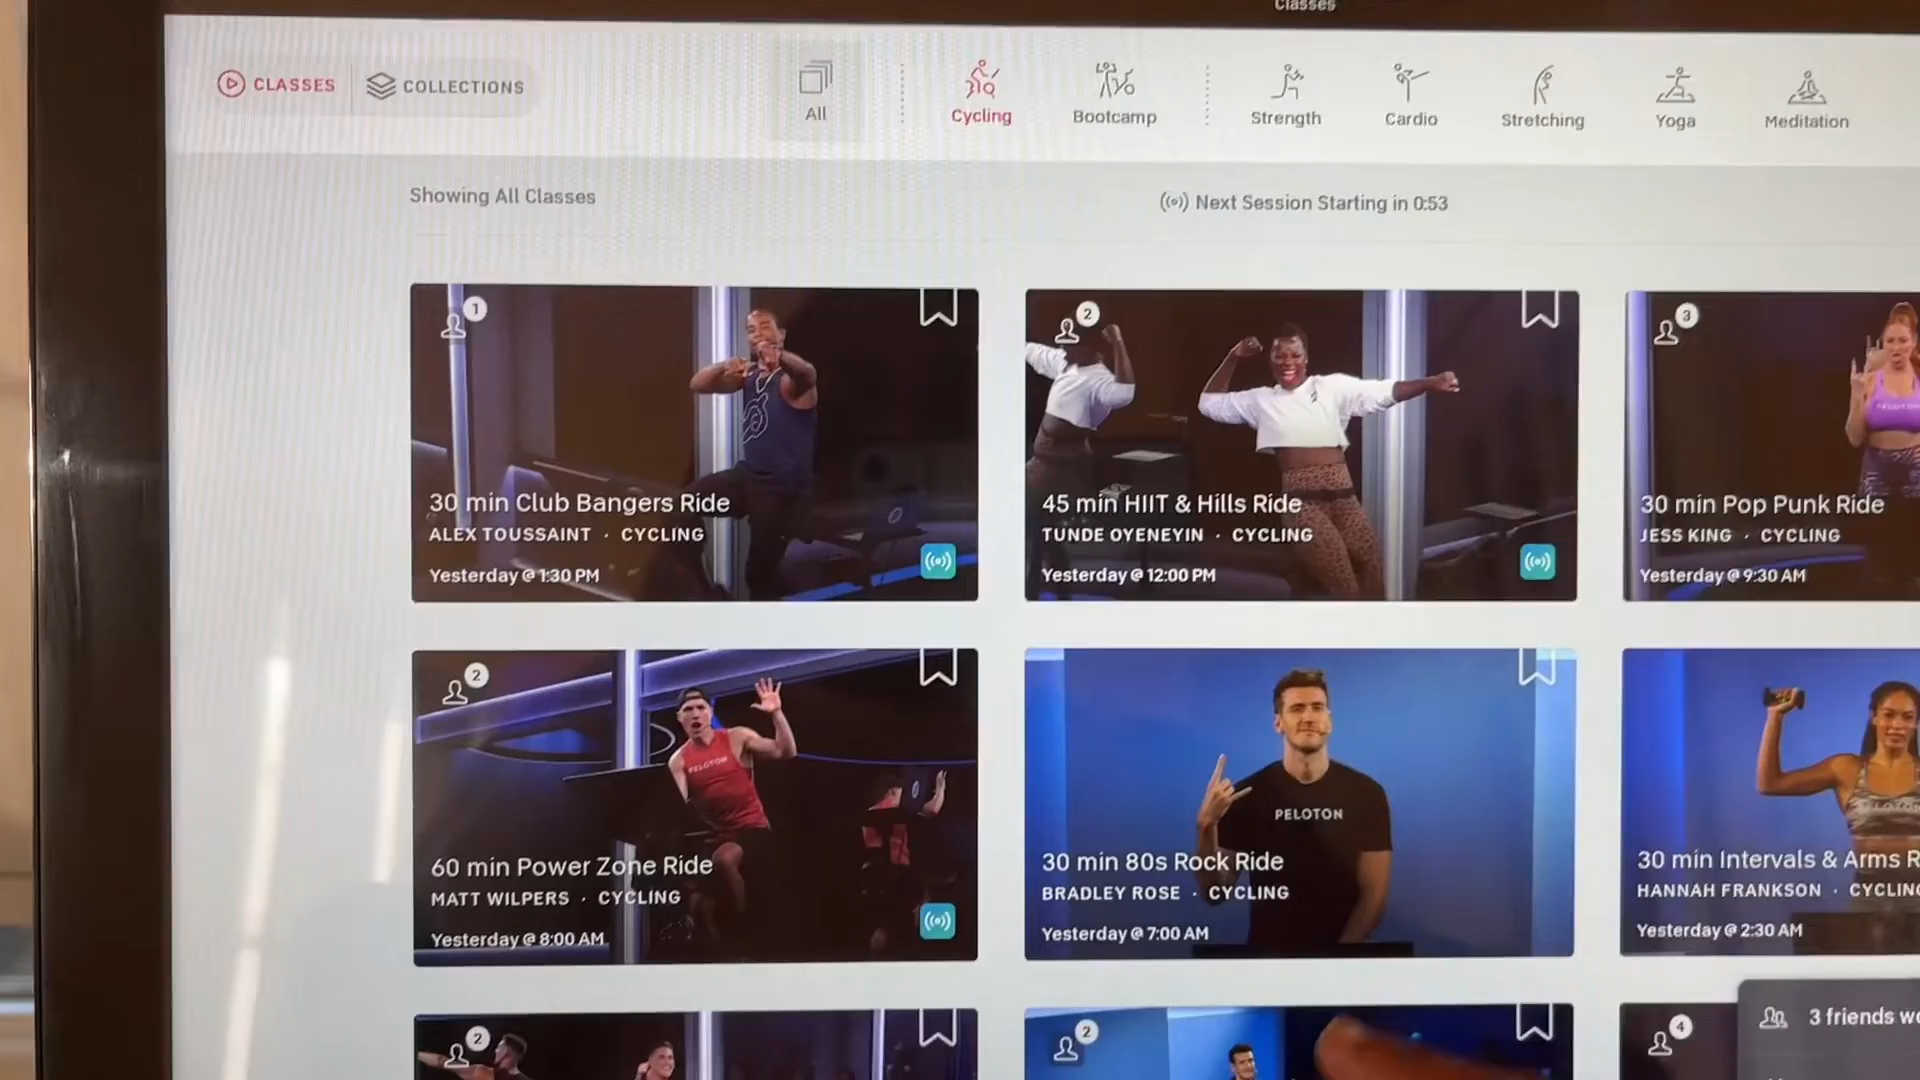 Classes
CLASSES
COLLECTIONS
All
Cycling
Bootcamp
Strength
Cardio
Stretching
Yoga
Meditation
Showing All Classes
Next Session Starting in 0:53
1
30 min Club Bangers Ride
ALEX TOUSSAINT · CYCLING
Yesterday @ 1:30 PM
2
45 min HIIT & Hills Ride
TUNDE OYENEYIN · CYCLING
Yesterday @ 12:00 PM
3
PELOTON
30 min Pop Punk Ride
JESS KING · CYCLING
Yesterday @ 9:30 AM
2
PELOTON
60 min Power Zone Ride
MATT WILPERS · CYCLING
Yesterday @ 8:00 AM
PELOTON
30 min 80s Rock Ride
BRADLEY ROSE · CYCLING
Yesterday @ 7:00 AM
PELOTON
30 min Intervals & Arms R
HANNAH FRANKSON · CYCLING
Yesterday @ 2:30 AM
2
2
4
3 friends wo